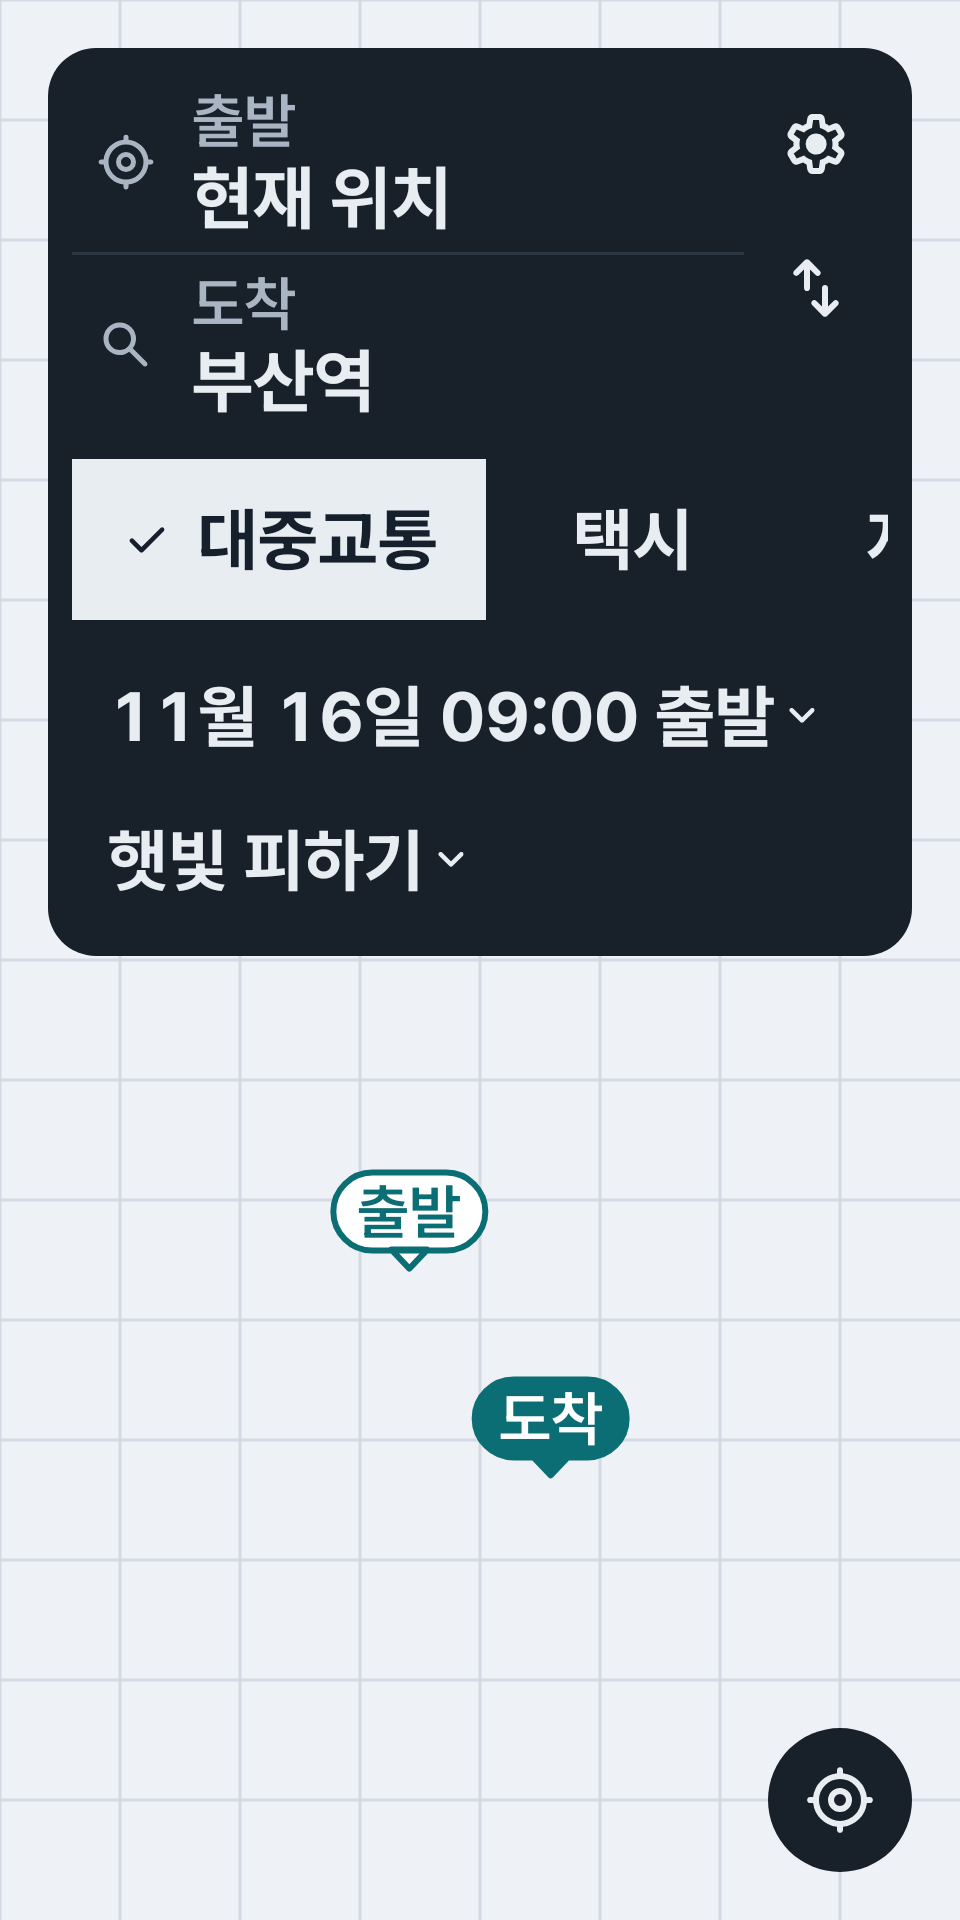 출발
현재 위치
도착
부산역
대중교통 택시
11월 16일 09:00 출발
햇빛 피하기
출발
도착